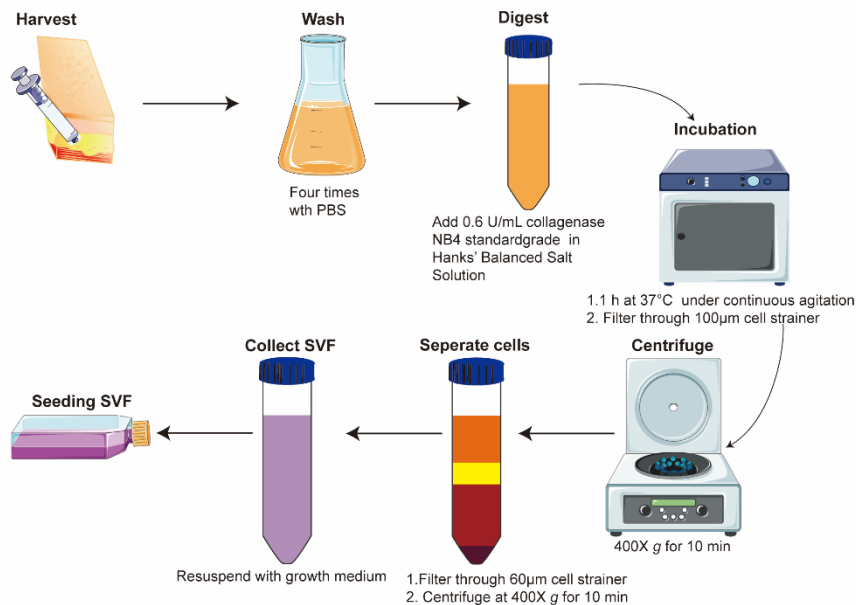 Harvest
Wash
Four times
wth PBS
Digest
Add 0.6 U/mL collagenase
NB4 standardgrade in
Hanks' Balanced Salt
Solution
Incubation
1.1 h at 37°C under continuous agitation
2. Filter through 100µm cell strainer
Centrifuge
400X g for 10 min
Seperate cells
1.Filter through 60µm cell strainer
2. Centrifuge at 400X g for 10 min
Collect SVF
Resuspend with growth medium
Seeding SVF